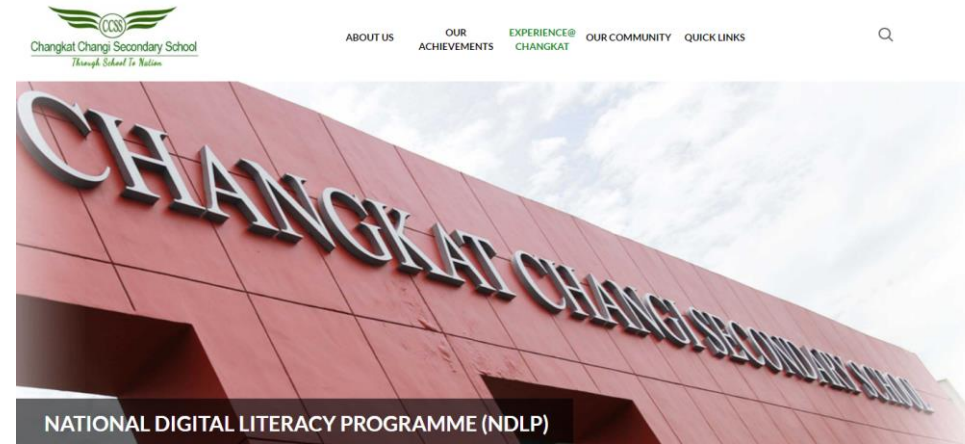 CCSS
Changkat Changi Secondary School
Through School To Nation
ABOUT US
OUR
ACHIEVEMENTS
EXPERIENCE@
CHANGKAT
OUR COMMUNITY
QUICK LINKS
CHANGKAT CHANGI SECONDARY SCHOOL
NATIONAL DIGITAL LITERACY PROGRAMME (NDLP)